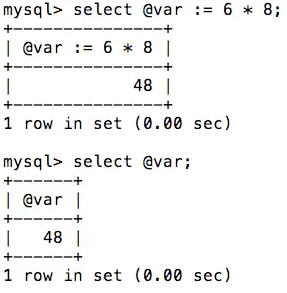 mysql> select @var := 6 * 8;
+---------------+
| @var := 6 * 8 |
+---------------+
|            48 |
+---------------+
1 row in set (0.00 sec)

mysql> select @var;
+------+
| @var |
+------+
|   48 |
+------+
1 row in set (0.00 sec)